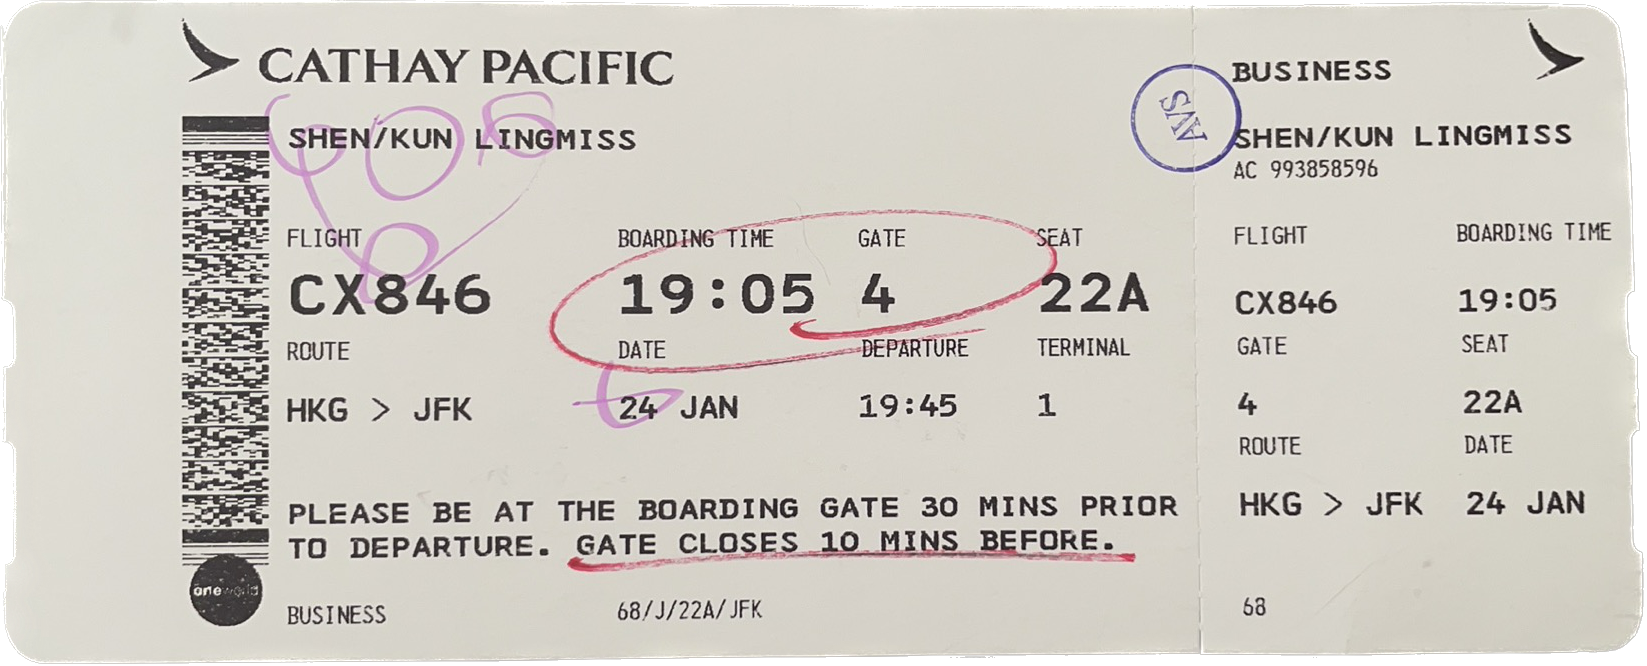 CATHAY PACIFIC
SHEN/KUN LINGMISS
FLIGHT BOARDING TIME GATE SEAT
CX846 19:05 4 22A
ROUTE DATE DEPARTURE TERMINAL
HKG > JFK 24 JAN 19:45 1
PLEASE BE AT THE BOARDING GATE 30 MINS PRIOR
TO DEPARTURE. GATE CLOSES 10 MINS BEFORE.
oneworld
BUSINESS 68/J/22A/JFK
AVS
BUSINESS
SHEN/KUN LINGMISS
AC 993858596
FLIGHT BOARDING TIME
CX846 19:05
GATE SEAT
4 22A
ROUTE DATE
HKG > JFK 24 JAN
68